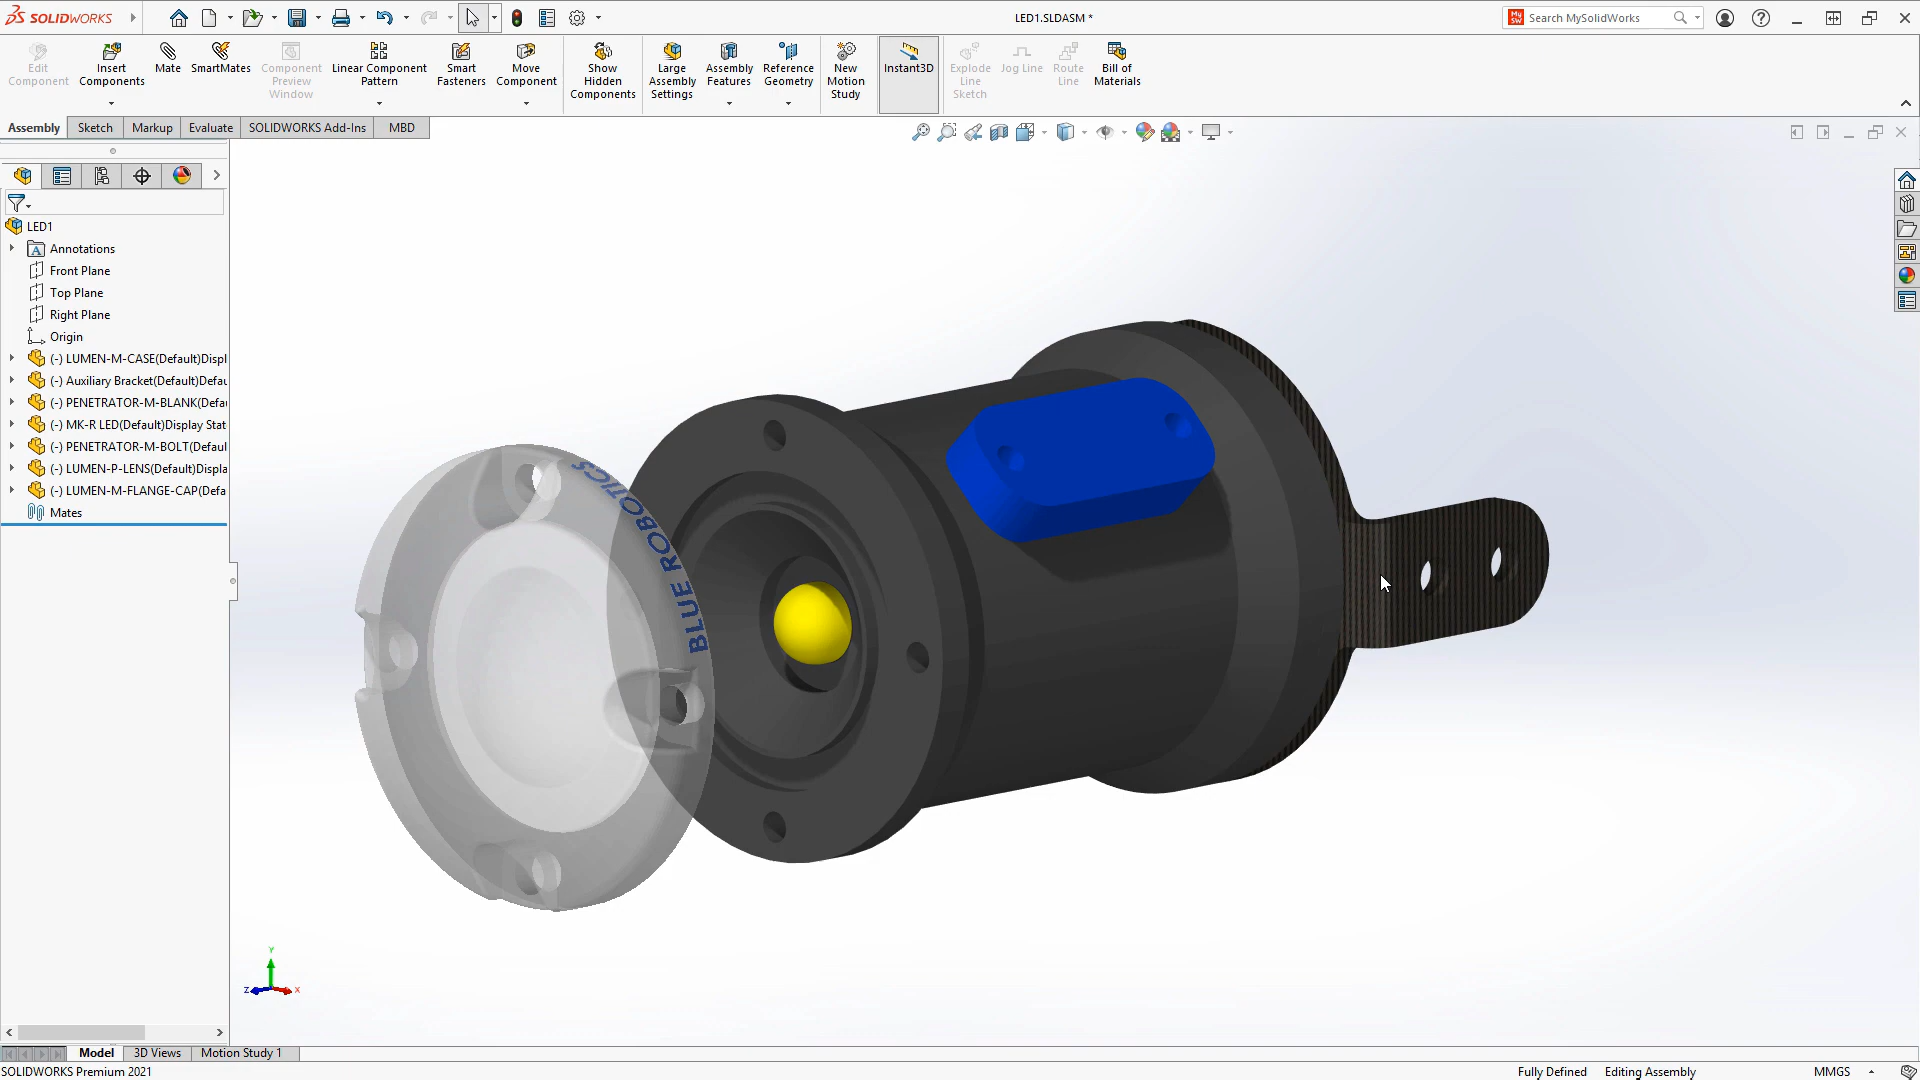 SOLIDWORKS
LED1.SLDASM *
Search MySolidWorks
Edit Component
Insert Components
Mate
SmartMates
Component Preview Window
Linear Component Pattern
Smart Fasteners
Move Component
Show Hidden Components
Large Assembly Settings
Assembly Features
Reference Geometry
New Motion Study
Instant3D
Explode Line Sketch
Jog Line
Route Line
Bill of Materials
Assembly
Sketch
Markup
Evaluate
SOLIDWORKS Add-Ins
MBD
LED1
Annotations
Front Plane
Top Plane
Right Plane
Origin
(-) LUMEN-M-CASE(Default)Displ
(-) Auxiliary Bracket(Default)Defau
(-) PENETRATOR-M-BLANK(Defau
(-) MK-R LED(Default)Display Stat
(-) PENETRATOR-M-BOLT(Defaul
(-) LUMEN-P-LENS(Default)Displa
(-) LUMEN-M-FLANGE-CAP(Defa
Mates
BLUE ROBOTICS
Y
Z
X
Model
3D Views
Motion Study 1
SOLIDWORKS Premium 2021
Fully Defined
Editing Assembly
MMGS